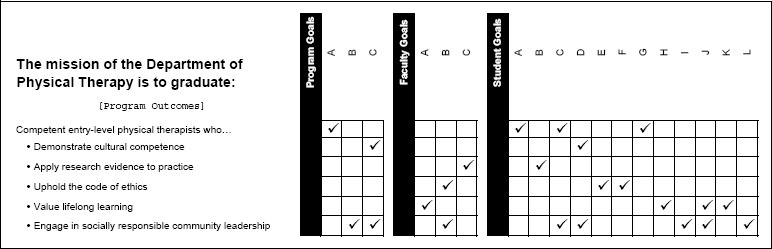 The mission of the Department of
Physical Therapy is to graduate:
[Program Outcomes]
Program Goals
A
B
C
Faculty Goals
A
B
C
Student Goals
A
B
C
D
E
F
G
H
I
J
K
L
Competent entry-level physical therapists who…
✓ ✓ ✓ ✓
• Demonstrate cultural competence
✓ ✓
• Apply research evidence to practice
✓ ✓
• Uphold the code of ethics
✓ ✓ ✓
• Value lifelong learning
✓ ✓ ✓ ✓
• Engage in socially responsible community leadership
✓ ✓ ✓ ✓ ✓ ✓ ✓ ✓